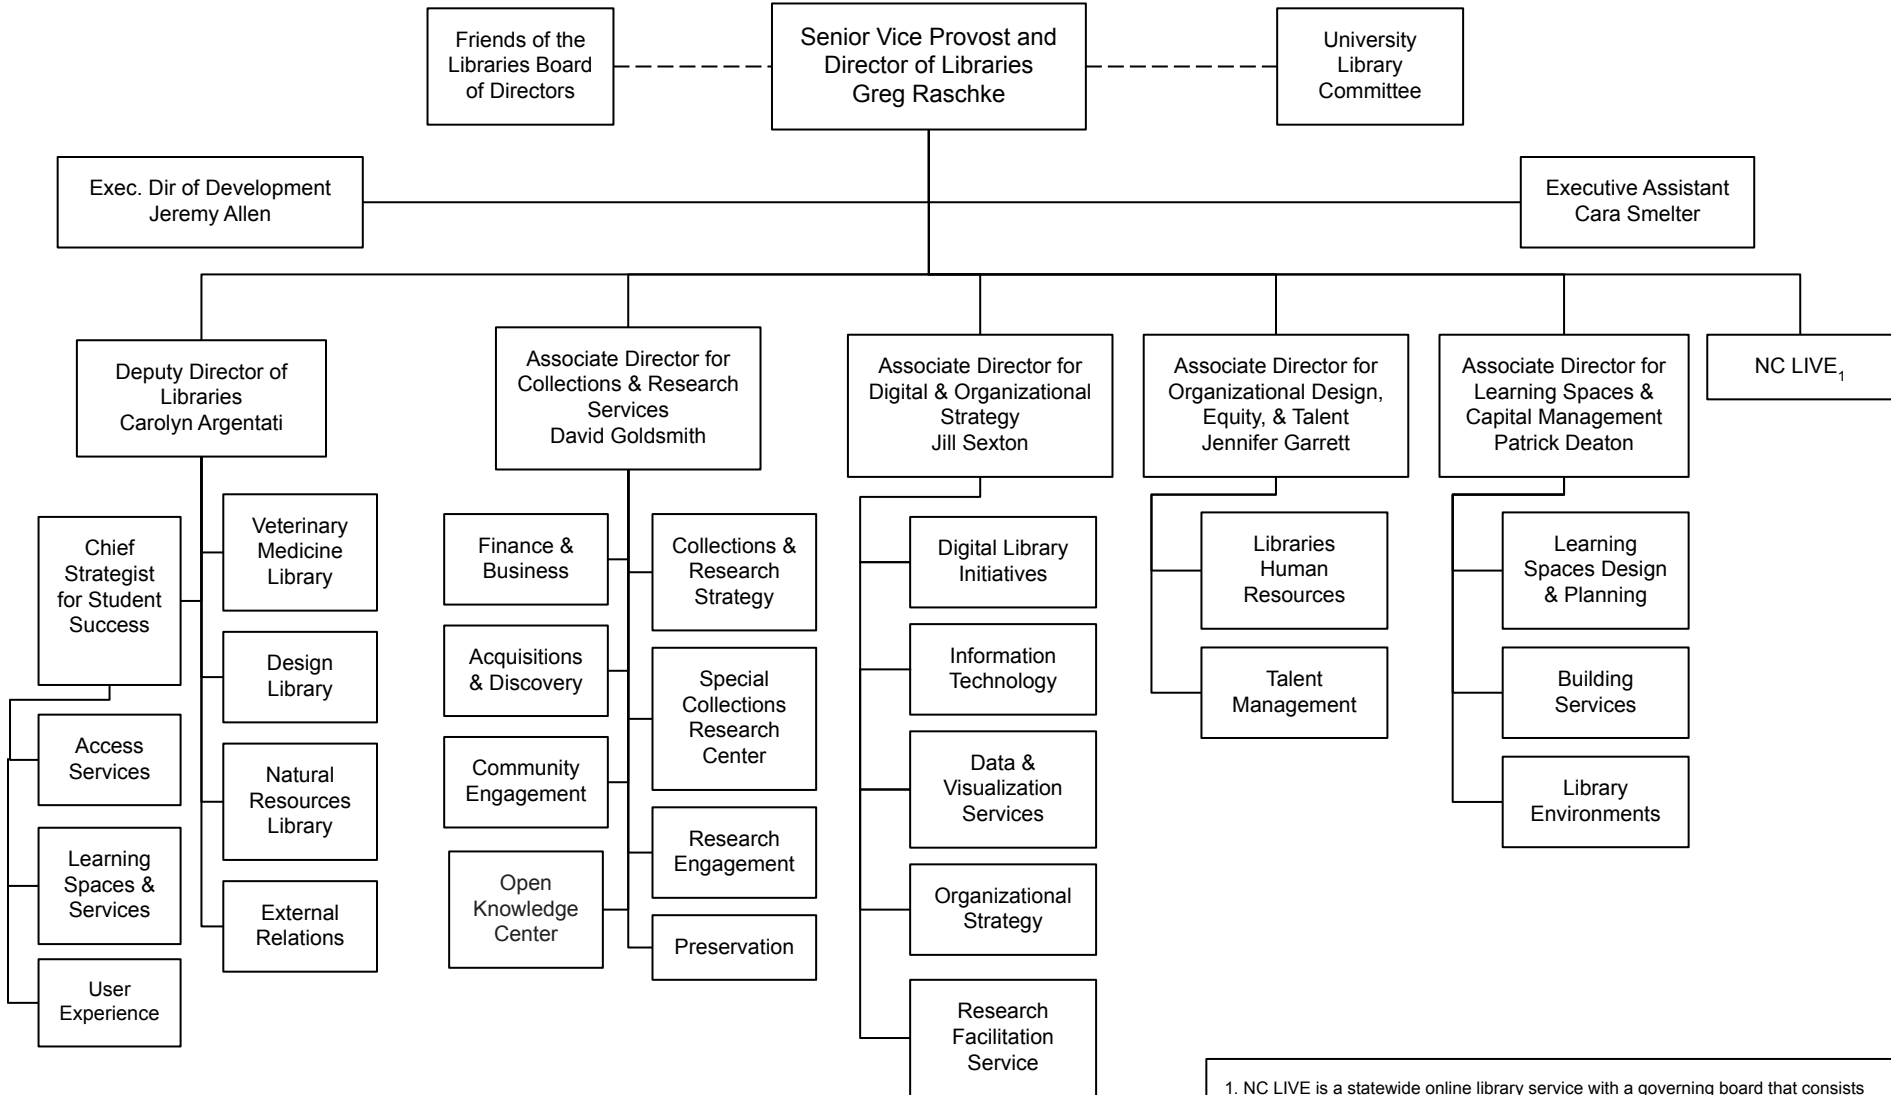 Friends of the
Libraries Board
of Directors
Senior Vice Provost and
Director of Libraries
Greg Raschke
University
Library
Committee
Exec. Dir of Development
Jeremy Allen
Executive Assistant
Cara Smelter
Deputy Director of
Libraries
Carolyn Argentati
Associate Director for
Collections & Research
Services
David Goldsmith
Associate Director for
Digital & Organizational
Strategy
Jill Sexton
Associate Director for
Organizational Design,
Equity, & Talent
Jennifer Garrett
Associate Director for
Learning Spaces &
Capital Management
Patrick Deaton
NC LIVE1
Chief
Strategist
for Student
Success
Access
Services
Learning
Spaces &
Services
User
Experience
Veterinary
Medicine
Library
Design
Library
Natural
Resources
Library
External
Relations
Finance &
Business
Acquisitions
& Discovery
Community
Engagement
Open
Knowledge
Center
Collections &
Research
Strategy
Special
Collections
Research
Center
Research
Engagement
Preservation
Digital Library
Initiatives
Information
Technology
Data &
Visualization
Services
Organizational
Strategy
Research
Facilitation
Service
Libraries
Human
Resources
Talent
Management
Learning
Spaces Design
& Planning
Building
Services
Library
Environments
1. NC LIVE is a statewide online library service with a governing board that consists